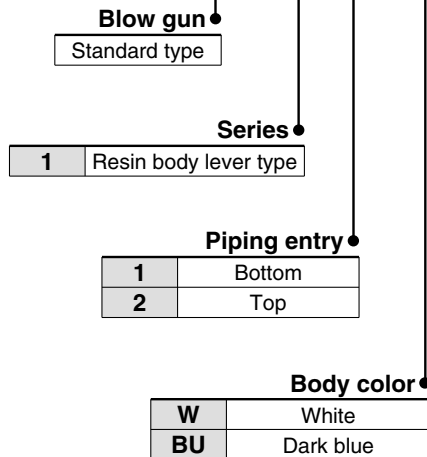 Blow gun
Standard type
Series
1 Resin body lever type
Piping entry
1 Bottom
2 Top
Body color
W White
BU Dark blue